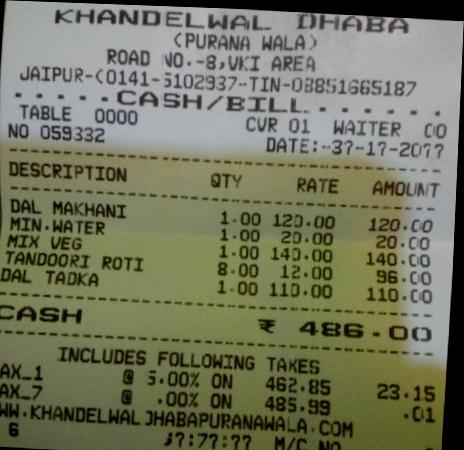 KHANDELWAL DHABA
(PURANA WALA)
ROAD NO.-8,VKI AREA
JAIPUR-(0141-5102937-TIN-08851665187
CASH/BILL
TABLE 0000 CVR 01 WAITER 00
NO 059332 DATE:-37-17-20??
DESCRIPTION QTY RATE AMOUNT
DAL MAKHANI 1.00 120.00 120.00
MIN.WATER 1.00 20.00 20.00
MIX VEG 1.00 140.00 140.00
TANDOORI ROTI 8.00 12.00 96.00
DAL TADKA 1.00 110.00 110.00
CASH ₹ 486.00
INCLUDES FOLLOWING TAXES
AX_1 @ 5.00% ON 462.85 23.15
AX_7 @ .00% ON 485.99 .01
WW.KHANDELWALDHABAPURANAWALA.COM
6 M/C NO